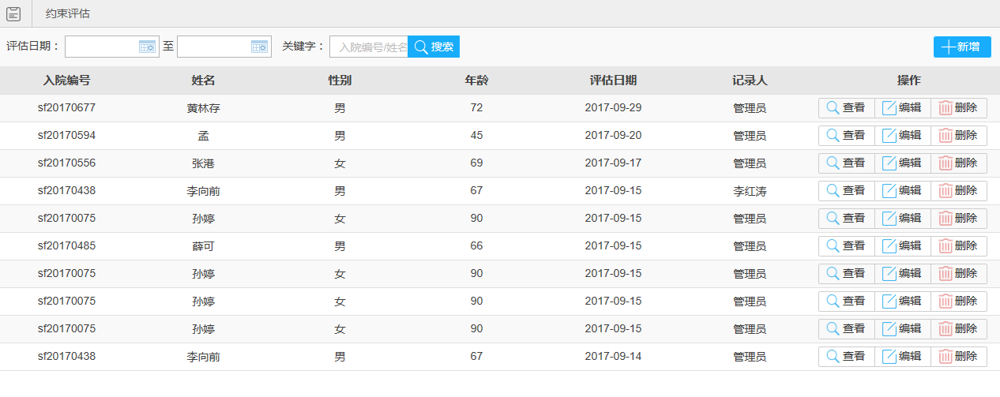 约束评估
评估日期： 至 关键字： 入院编号/姓名 搜索 新增
入院编号 姓名 性别 年龄 评估日期 记录人 操作
sf20170677 黄林存 男 72 2017-09-29 管理员 查看 编辑 删除
sf20170594 孟 男 45 2017-09-20 管理员 查看 编辑 删除
sf20170556 张港 女 69 2017-09-17 管理员 查看 编辑 删除
sf20170438 李向前 男 67 2017-09-15 李红涛 查看 编辑 删除
sf20170075 孙婷 女 90 2017-09-15 管理员 查看 编辑 删除
sf20170485 薛可 男 66 2017-09-15 管理员 查看 编辑 删除
sf20170075 孙婷 女 90 2017-09-15 管理员 查看 编辑 删除
sf20170075 孙婷 女 90 2017-09-15 管理员 查看 编辑 删除
sf20170075 孙婷 女 90 2017-09-15 管理员 查看 编辑 删除
sf20170438 李向前 男 67 2017-09-14 管理员 查看 编辑 删除